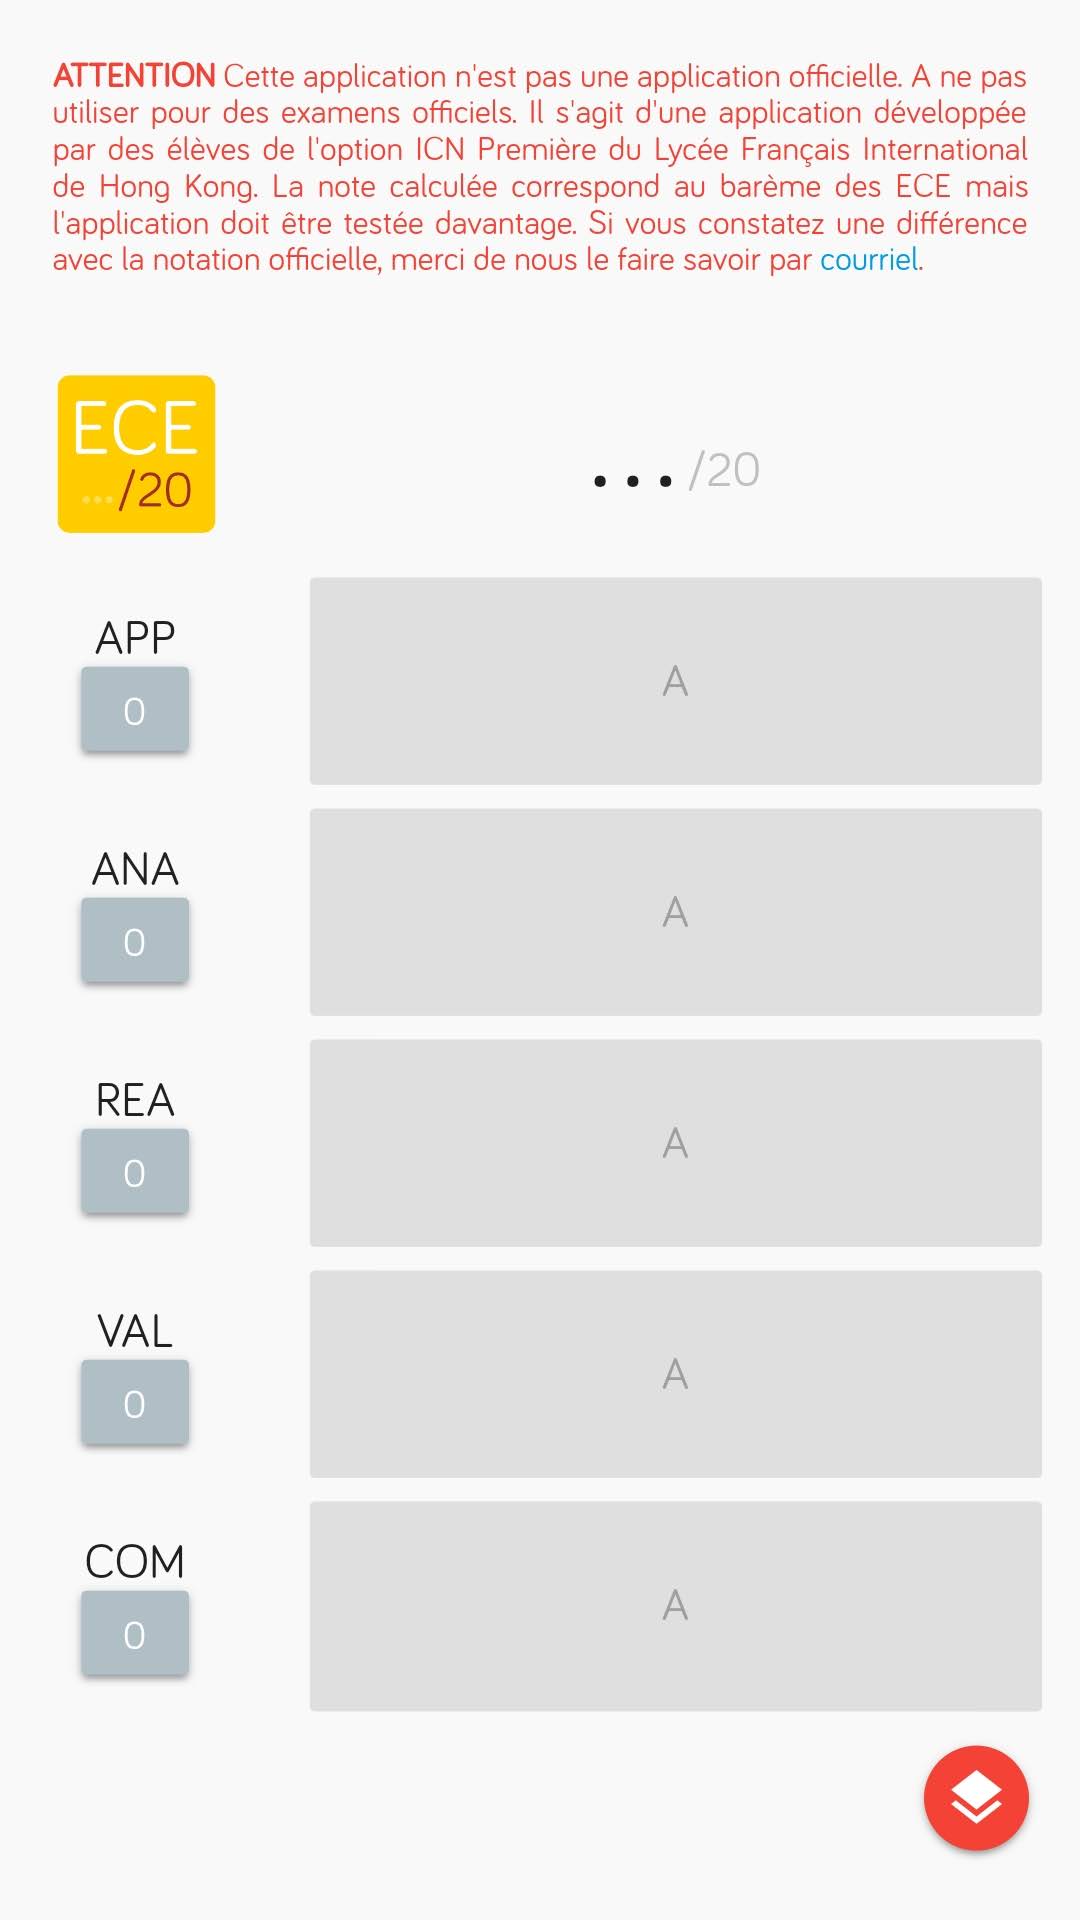 ATTENTION Cette application n'est pas une application officielle. A ne pas
utiliser pour des examens officiels. Il s'agit d'une application développée
par des élèves de l'option ICN Première du Lycée Français International
de Hong Kong. La note calculée correspond au barème des ECE mais
l'application doit être testée davantage. Si vous constatez une différence
avec la notation officielle, merci de nous le faire savoir par courriel.
ECE
.../20
.../20
APP
0
A
ANA
0
A
REA
0
A
VAL
0
A
COM
0
A